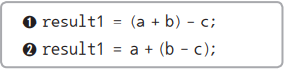 ❶ result1 = (a + b) – c;
❷ result1 = a + (b – c);